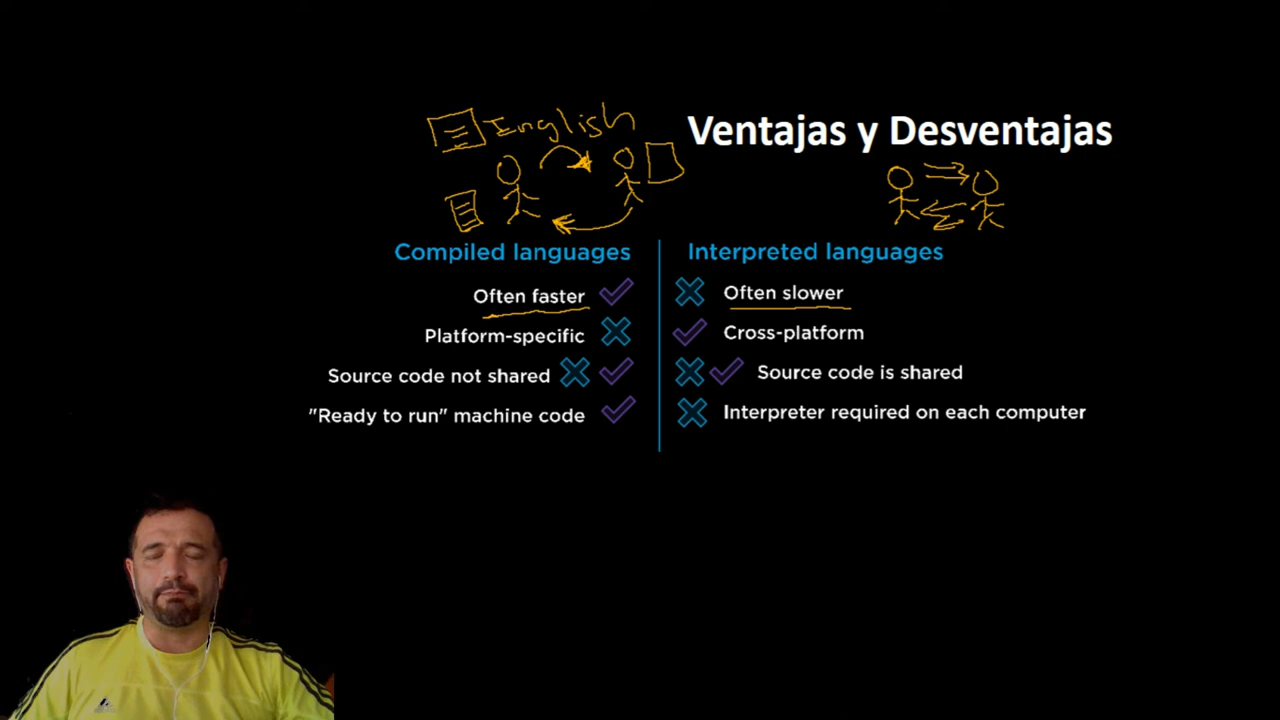 English
Ventajas y Desventajas
Compiled languages
Often faster
Platform-specific
Source code not shared
"Ready to run" machine code
Interpreted languages
Often slower
Cross-platform
Source code is shared
Interpreter required on each computer